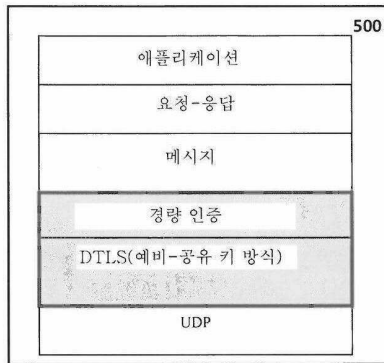 500
애플리케이션
요청-응답
메시지
경량 인증
DTLS(예비-공유 키 방식)
UDP